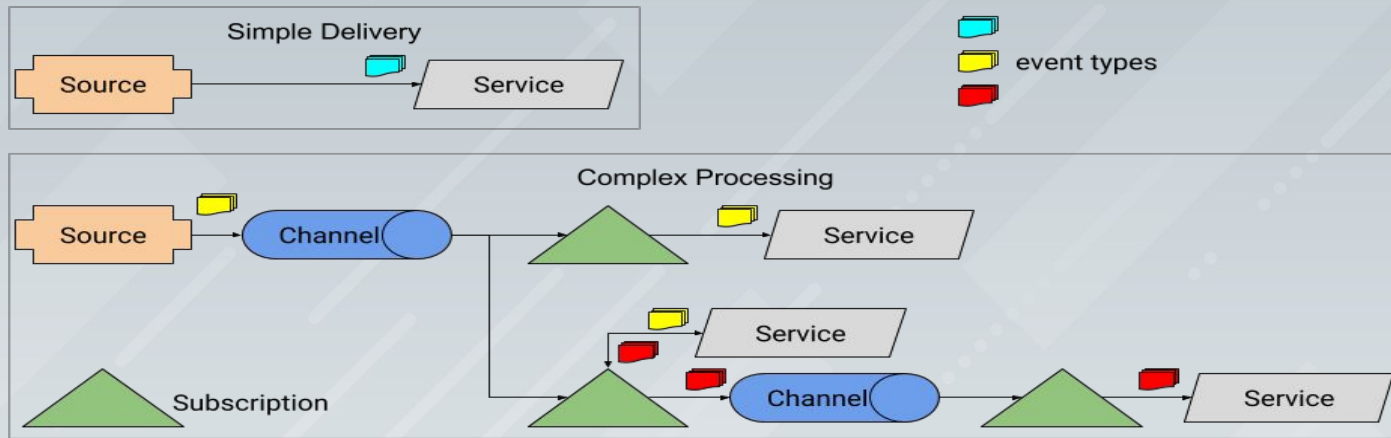 Simple Delivery
Source
Service
event types
Complex Processing
Source
Channel
Service
Service
Subscription
Channel
Service